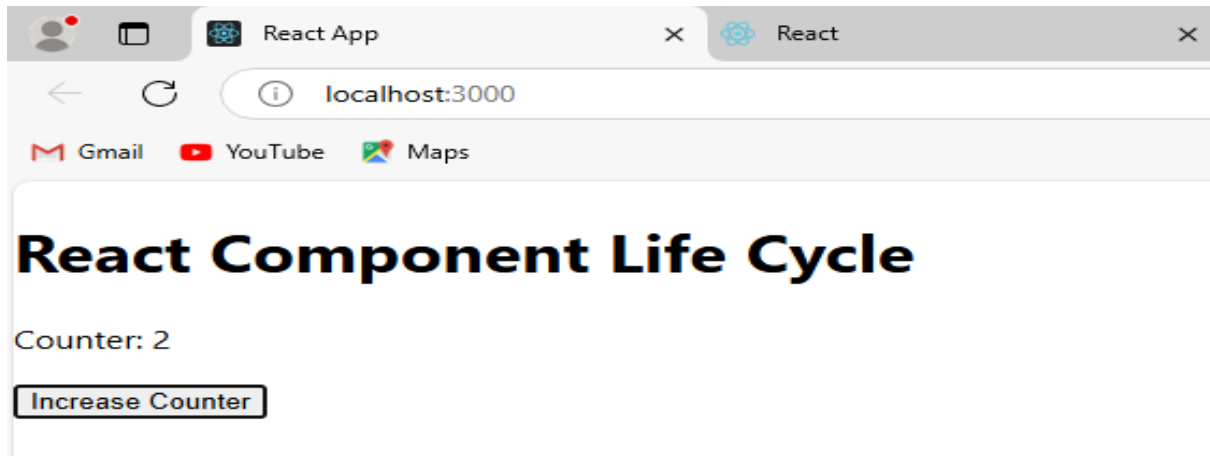 React App
React
localhost:3000
Gmail YouTube Maps
React Component Life Cycle
Counter: 2
Increase Counter